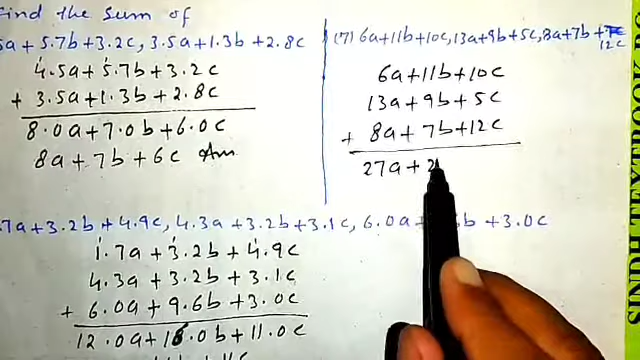 Find the Sum of
5a+5.7b+3.2c, 3.5a+1.3b+2.8c
4.5a+5.7b+3.2c
+ 3.5a+1.3b+2.8c
8.0a+7.0b+6.0c
8a+7b+6c Ans
(7) 6a+11b+10c, 13a+9b+5c, 8a+7b+
12c
6a+11b+10c
13a+9b+5c
+ 8a+7b+12c
27a+2
.7a+3.2b+4.9c, 4.3a+3.2b+3.1c, 6.0a+ b+3.0c
1.7a+3.2b+4.9c
4.3a+3.2b+3.1c
+ 6.0a+9.6b+3.0c
12.0a+16.0b+11.0c
SINDH TEXTBOOK